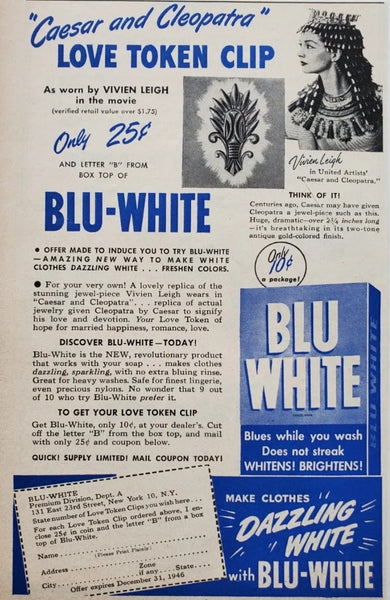 "Caesar and Cleopatra"
LOVE TOKEN CLIP
As worn by VIVIEN LEIGH
in the movie
(verified retail value over $1.75)
Only 25¢
AND LETTER "B" FROM
BOX TOP OF
BLU-WHITE
Vivien Leigh
in United Artists'
"Caesar and Cleopatra."
THINK OF IT!
Centuries ago, Caesar may have given
Cleopatra a jewel-piece such as this.
Huge, dramatic—over 2¼ inches long
—it's breathtaking in its two-tone
antique gold-colored finish.
● OFFER MADE TO INDUCE YOU TO TRY BLU-WHITE
—AMAZING NEW WAY TO MAKE WHITE
CLOTHES DAZZLING WHITE . . . FRESHEN COLORS.
● For your very own! A lovely replica of the
stunning jewel-piece Vivien Leigh wears in
"Caesar and Cleopatra" . . . replica of actual
jewelry given Cleopatra by Caesar to signify
his love and devotion. Your Love Token of
hope for married happiness, romance, love.
DISCOVER BLU-WHITE—TODAY!
Blu-White is the NEW, revolutionary product
that works with your soap . . . makes clothes
dazzling, sparkling, with no extra bluing rinse.
Great for heavy washes. Safe for finest lingerie,
even precious nylons. No wonder that 9 out
of 10 who try Blu-White prefer it.
TO GET YOUR LOVE TOKEN CLIP
Get Blu-White, only 10¢, at your dealer's. Cut
off the letter "B" from the box top, and mail
with only 25¢ and coupon below.
QUICK! SUPPLY LIMITED! MAIL COUPON TODAY!
Only
10¢
a package!
BLU
WHITE
BLU WHITE
Blues while you wash
Does not streak
WHITENS! BRIGHTENS!
BLU-WHITE
Premium Division, Dept. A
131 East 23rd Street, New York 10, N.Y.
State number of Love Token Clips you wish here...
For each Love Token Clip ordered above, I en-
close 25¢ in coin and the letter "B" from a box
top of Blu-White.
Name
(Please Print Plainly)
Address
Zone
City if any State
Offer expires December 31, 1946
MAKE CLOTHES
DAZZLING
WHITE
with BLU-WHITE